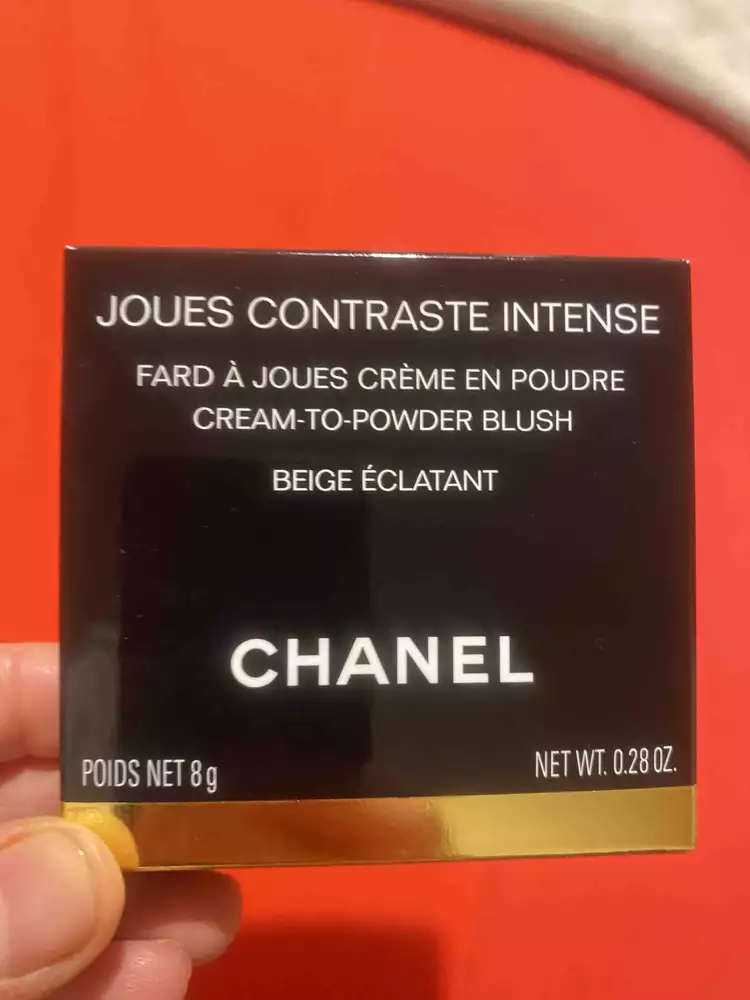 JOUES CONTRASTE INTENSE
FARD À JOUES CRÈME EN POUDRE
CREAM-TO-POWDER BLUSH
BEIGE ÉCLATANT
CHANEL
POIDS NET 8 g
NET WT. 0.28 OZ.